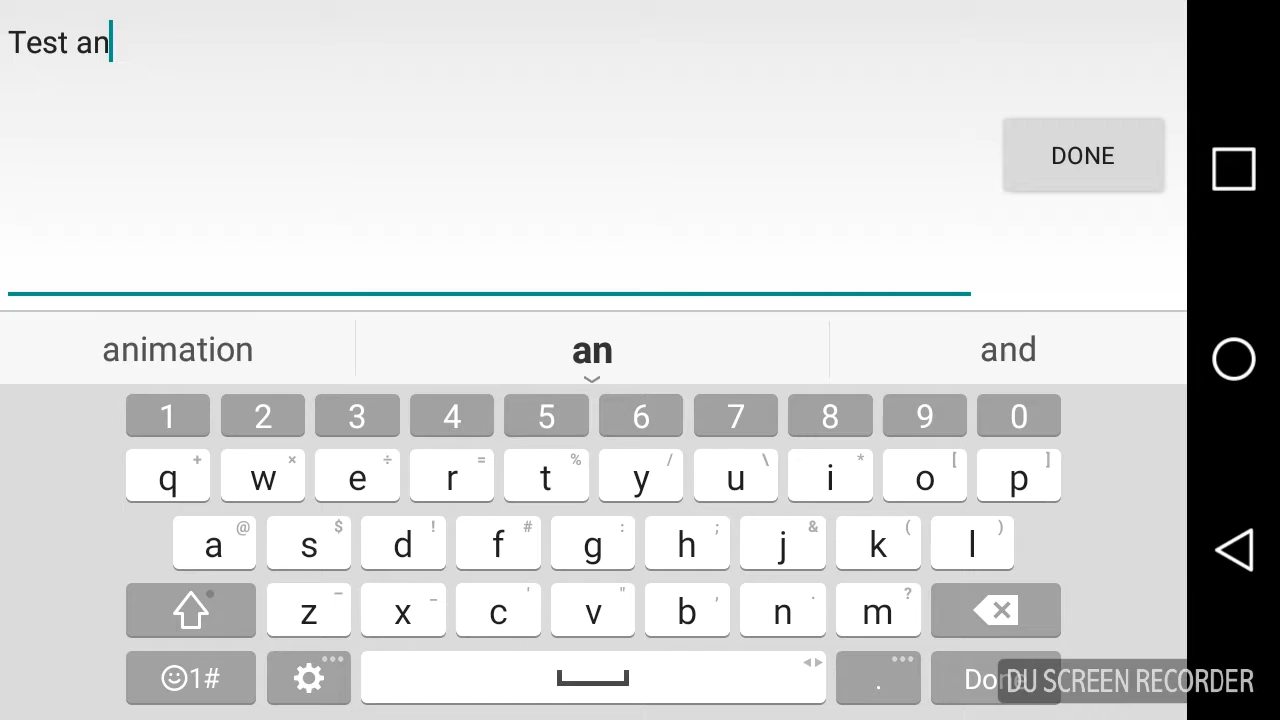 Test an
DONE
animation an and
1 2 3 4 5 6 7 8 9 0
q + w × e ÷ r = t % y / u \ i * o [ p ]
a @ s $ d ! f # g : h ; j & k ( l )
z – x _ c ' v " b , n . m ?
1# . Done
DU SCREEN RECORDER